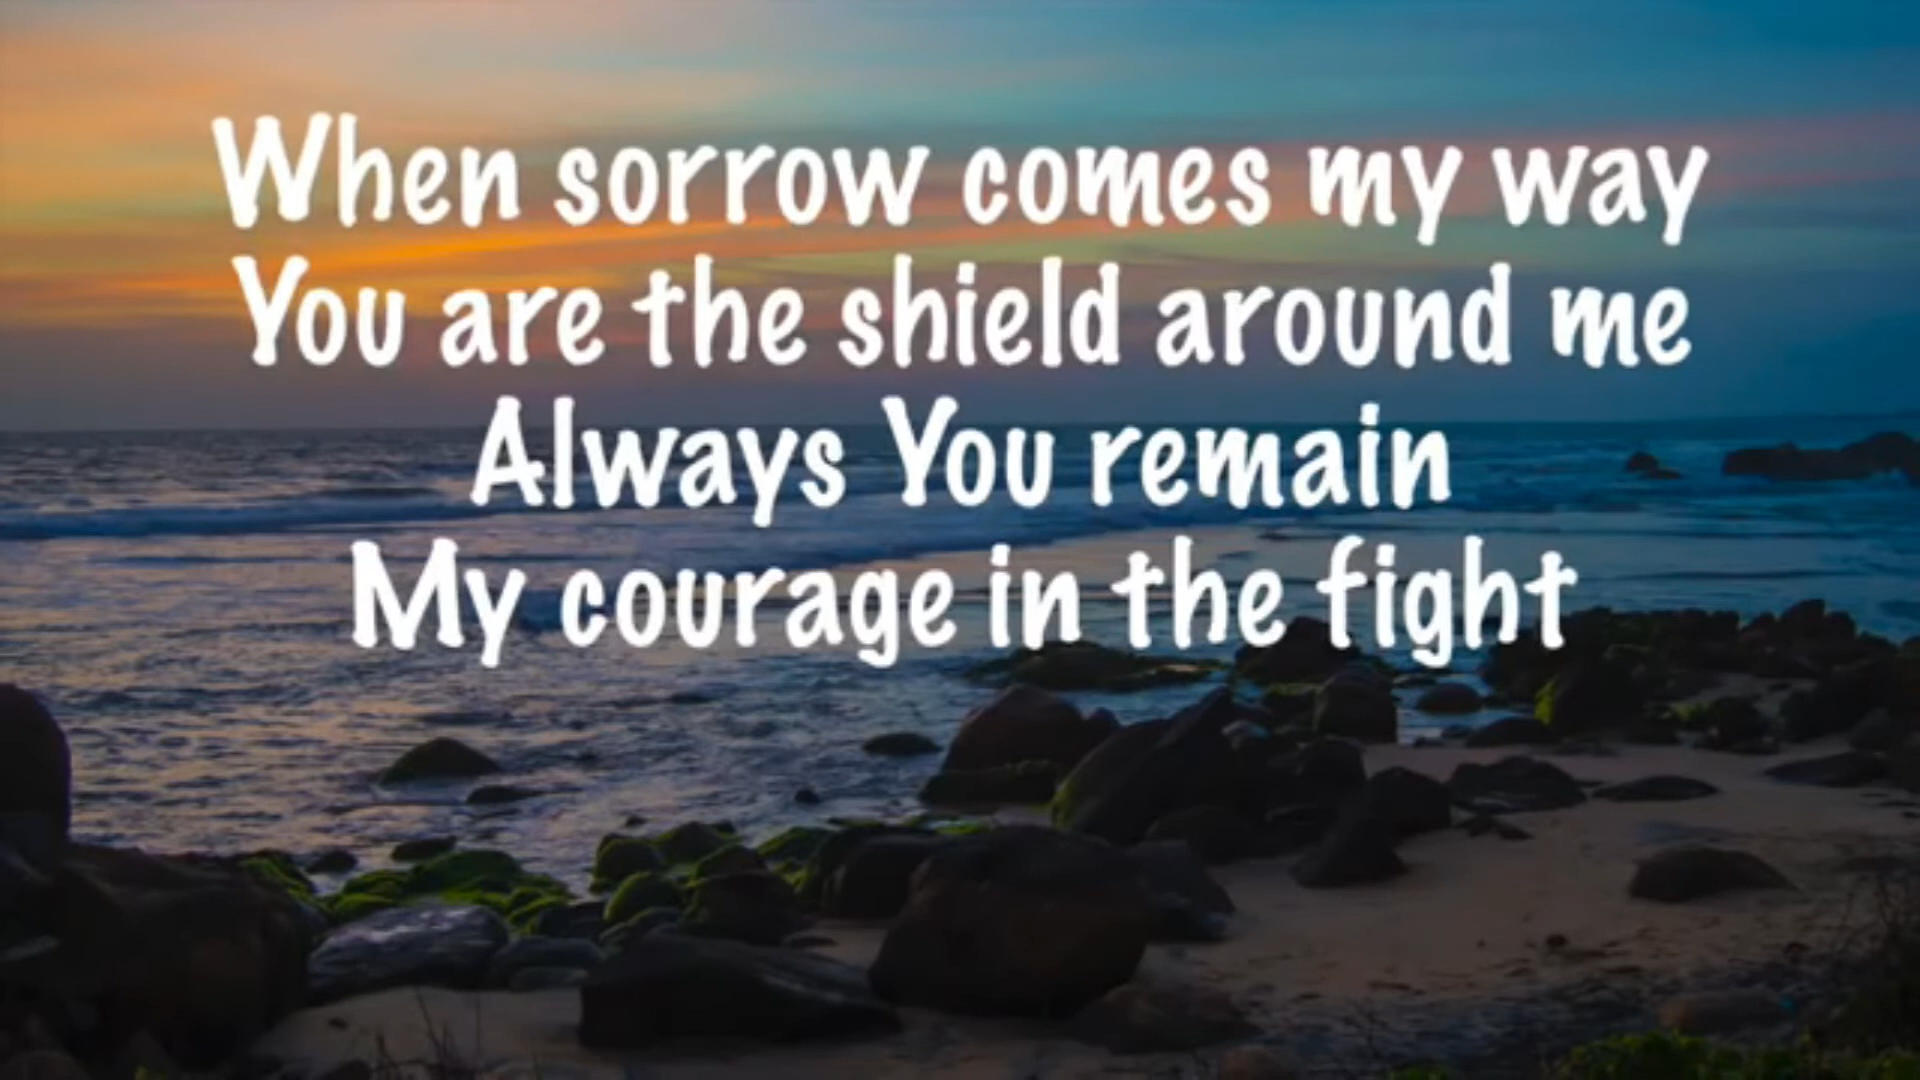 When sorrow comes my way
You are the shield around me
Always You remain
My courage in the fight